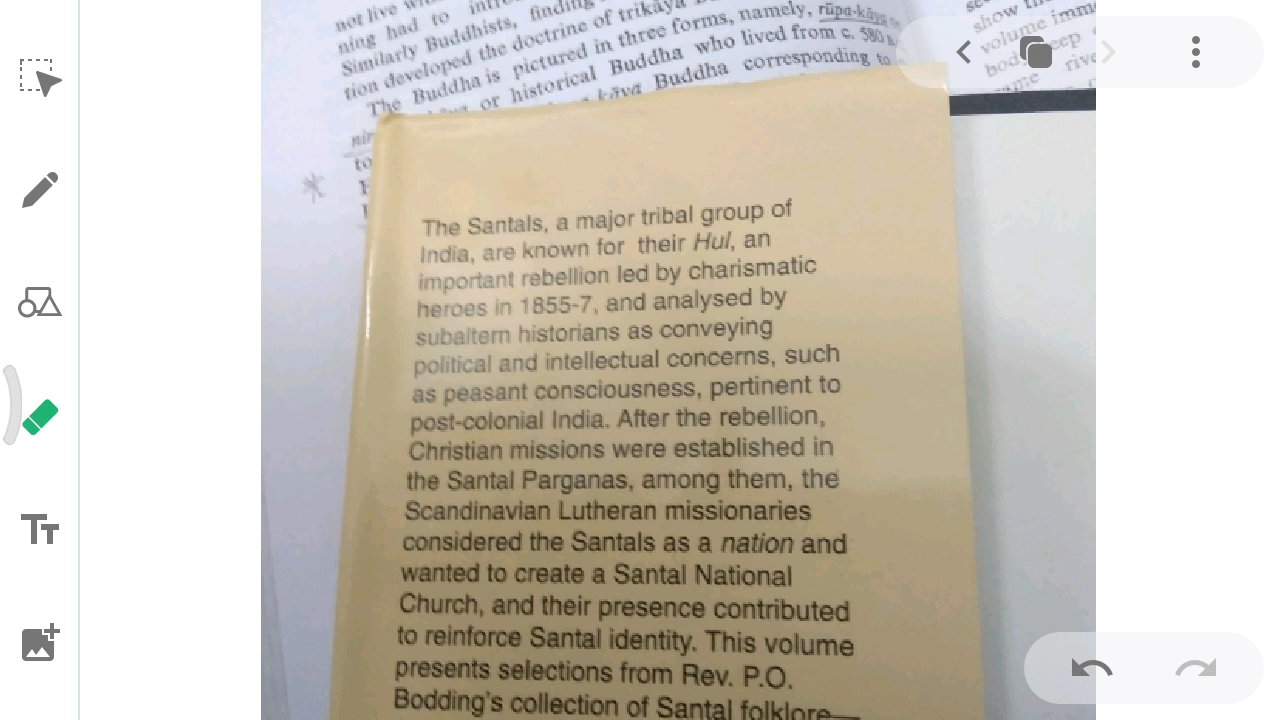 not live
ning had to
Similarly Buddhists, finding
tion developed the doctrine of trikāya
The Buddha is pictured in three forms, namely, rūpa-kāya
or historical Buddha who lived from c. 580
kāya Buddha corresponding to
to
show
volume imme
The Santals, a major tribal group of
India, are known for their Hul, an
important rebellion led by charismatic
heroes in 1855-7, and analysed by
subaltern historians as conveying
political and intellectual concerns, such
as peasant consciousness, pertinent to
post-colonial India. After the rebellion,
Christian missions were established in
the Santal Parganas, among them, the
Scandinavian Lutheran missionaries
considered the Santals as a nation and
wanted to create a Santal National
Church, and their presence contributed
to reinforce Santal identity. This volume
presents selections from Rev. P.O.
Bodding's collection of Santal folklore—